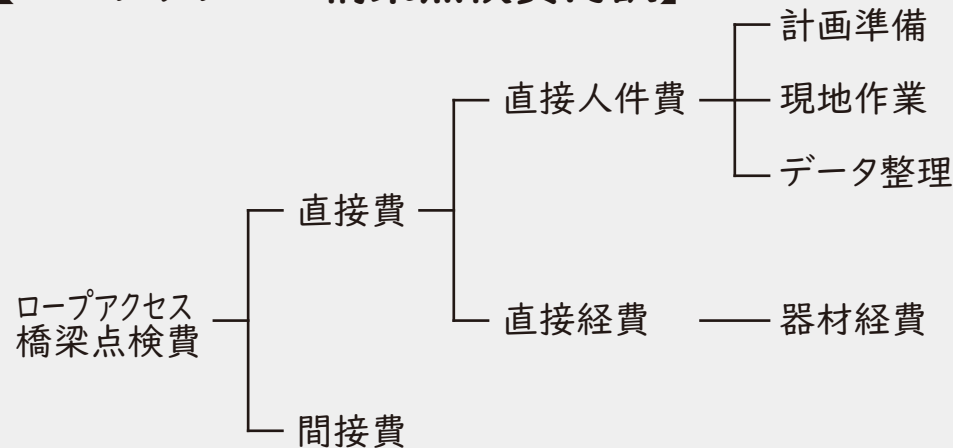 計画準備
直接人件費
現地作業
データ整理
直接費
ロープアクセス
橋梁点検費
直接経費
器材経費
間接費